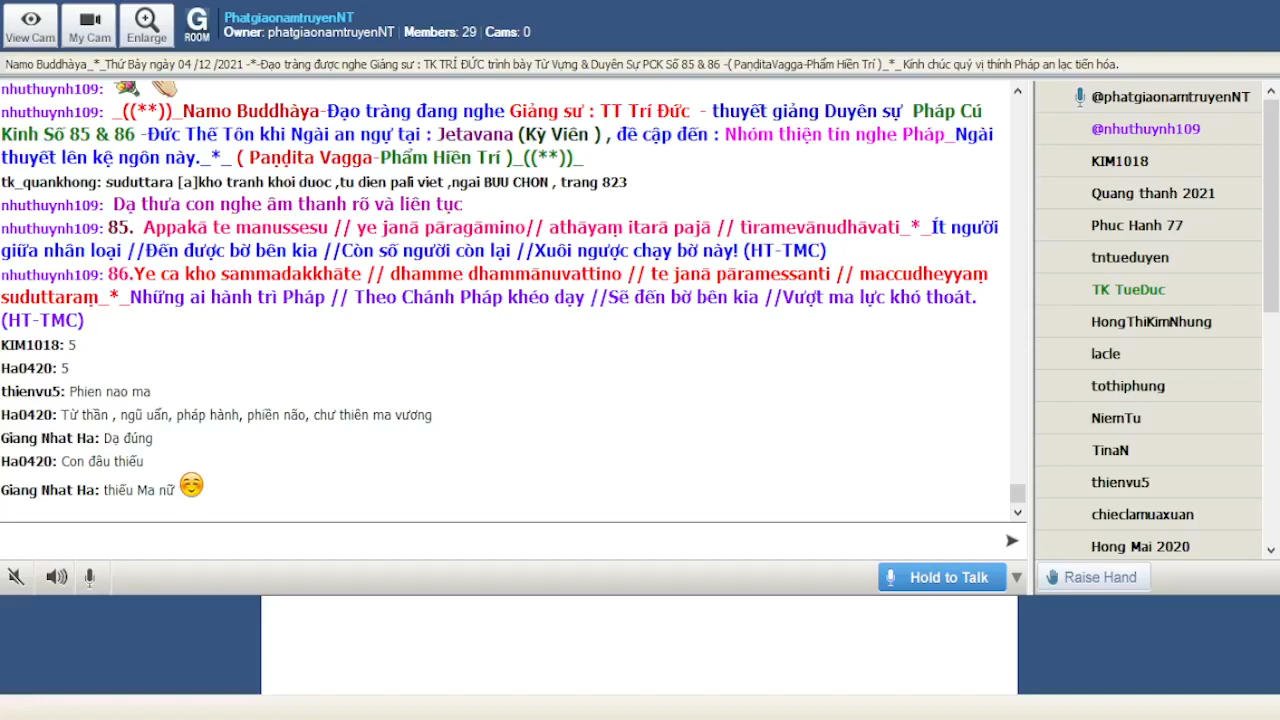 View Cam
My Cam
Enlarge
G
ROOM
PhatgiaonamtruyenNT
Owner: phatgiaonamtruyenNT | Members: 29 | Cams: 0
Namo Buddhàya_*_Thứ Bảy ngày 04 /12 /2021 -*-Đạo tràng được nghe Giảng sư : TK TRÍ ĐỨC trình bày Từ Vựng & Duyên Sự PCK Số 85 & 86 -( PaṇḍitaVagga-Phẩm Hiền Trí )_*_ Kính chúc quý vị thính Pháp an lạc tiến hóa.
nhuthuynh109:
nhuthuynh109: _((**))_Namo Buddhàya-Đạo tràng đang nghe Giảng sư : TT Trí Đức - thuyết giảng Duyên sự Pháp Cú
Kinh Số 85 & 86 -Đức Thế Tôn khi Ngài an ngự tại : Jetavana (Kỳ Viên ) , đề cập đến : Nhóm thiện tín nghe Pháp_Ngài
thuyết lên kệ ngôn này._*_ ( Paṇḍita Vagga-Phẩm Hiền Trí )_((**))_
tk_quankhong: suduttara [a]kho tranh khoi duoc ,tu dien pali viet ,ngai BUU CHON , trang 823
nhuthuynh109: Dạ thưa con nghe âm thanh rõ và liên tục
nhuthuynh109: 85. Appakā te manussesu // ye janā pāragāmino// athāyaṃ itarā pajā // tīramevānudhāvati_*_Ít người
giữa nhân loại //Đến được bờ bên kia //Còn số người còn lại //Xuôi ngược chạy bờ này! (HT-TMC)
nhuthuynh109: 86.Ye ca kho sammadakkhāte // dhamme dhammānuvattino // te janā pāramessanti // maccudheyyaṃ
suduttaraṃ_*_Những ai hành trì Pháp // Theo Chánh Pháp khéo dạy //Sẽ đến bờ bên kia //Vượt ma lực khó thoát.
(HT-TMC)
KIM1018: 5
Ha0420: 5
thienvu5: Phien nao ma
Ha0420: Từ thần , ngũ uẩn, pháp hành, phiền não, chư thiên ma vương
Giang Nhat Ha: Dạ đúng
Ha0420: Con đâu thiếu
Giang Nhat Ha: thiếu Ma nữ
Hold to Talk
@phatgiaonamtruyenNT
@nhuthuynh109
KIM1018
Quang thanh 2021
Phuc Hanh 77
tntueduyen
TK TueDuc
HongThiKimNhung
lacle
tothiphung
NiemTu
TinaN
thienvu5
chieclamuaxuan
Hong Mai 2020
Raise Hand